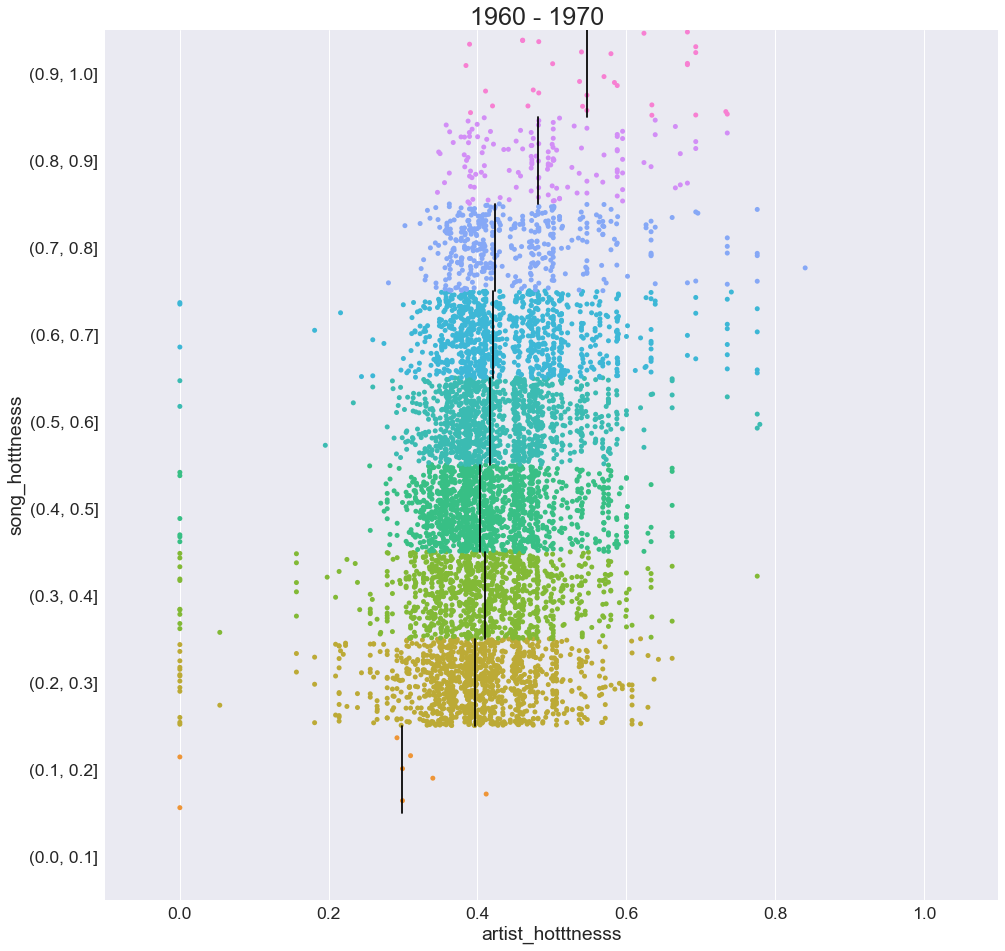 1960 - 1970
(0.9, 1.0]
(0.8, 0.9]
(0.7, 0.8]
(0.6, 0.7]
(0.5, 0.6]
(0.4, 0.5]
(0.3, 0.4]
(0.2, 0.3]
(0.1, 0.2]
(0.0, 0.1]
song_hotttnesss
0.0 0.2 0.4 0.6 0.8 1.0
artist_hotttnesss